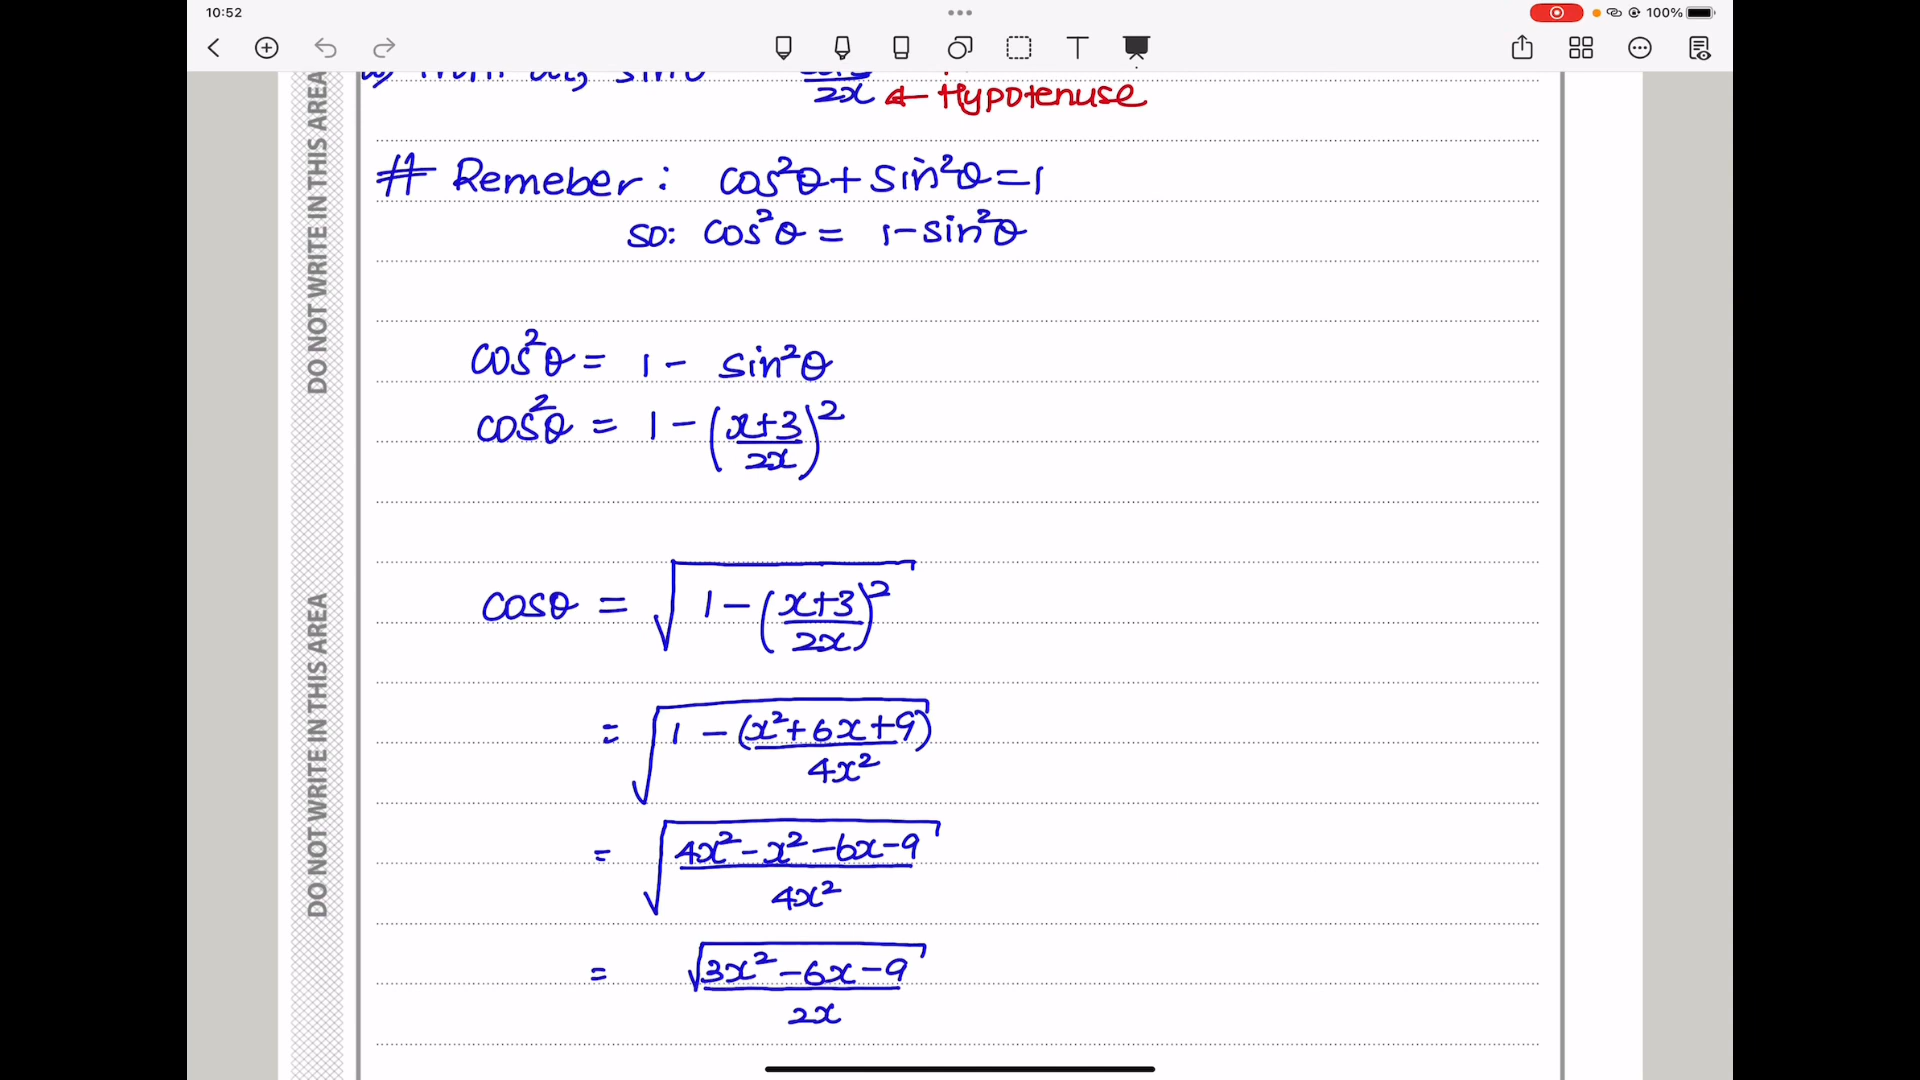 10:52
100%
2x ← Hypotenuse
# Remeber: cos²θ + sin²θ = 1
so: cos²θ = 1 - sin²θ
cos²θ = 1 - sin²θ
cos²θ = 1 - (x+3/2x)²
cosθ = √(1 - (x+3/2x)²)
= √(1 - (x²+6x+9)/4x²)
= √(4x² - x² - 6x - 9/4x²)
= √(3x² - 6x - 9)/2x
DO NOT WRITE IN THIS AREA
DO NOT WRITE IN THIS AREA